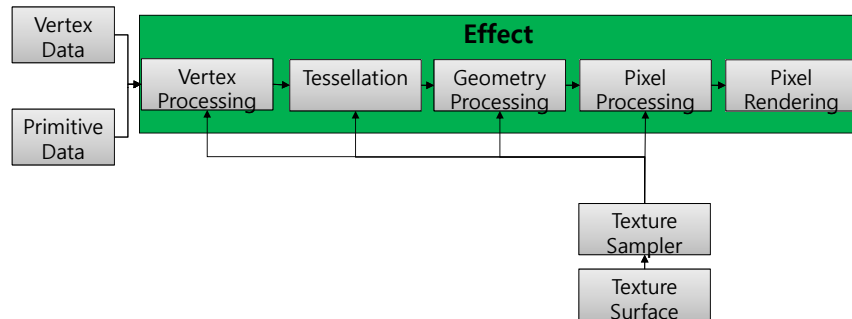 Vertex
Data
Effect
Vertex
Processing
Tessellation
Geometry
Processing
Pixel
Processing
Pixel
Rendering
Primitive
Data
Texture
Sampler
Texture
Surface